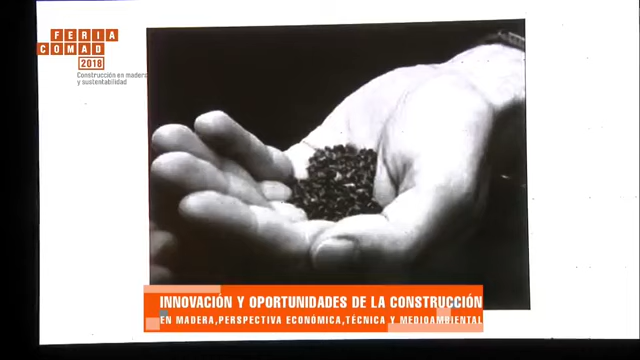 FERIA
COMAD
2018
Construcción en madera
y sustentabilidad
INNOVACIÓN Y OPORTUNIDADES DE LA CONSTRUCCIÓN
EN MADERA, PERSPECTIVA ECONÓMICA, TÉCNICA Y MEDIOAMBIENTAL